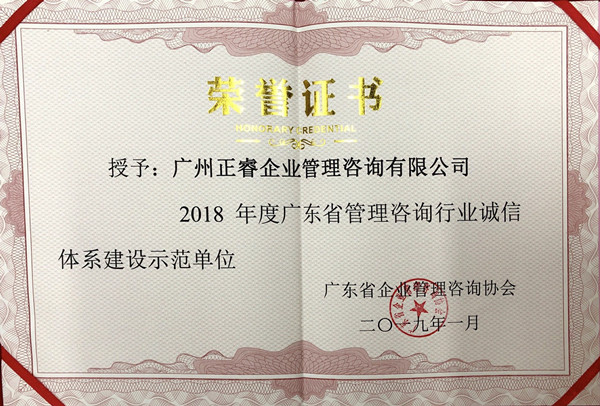 荣誉证书
HONORARY CREDENTIAL
授予：广州正睿企业管理咨询有限公司
2018 年度广东省管理咨询行业诚信
体系建设示范单位
广东省企业管理咨询协会
二〇一九年一月